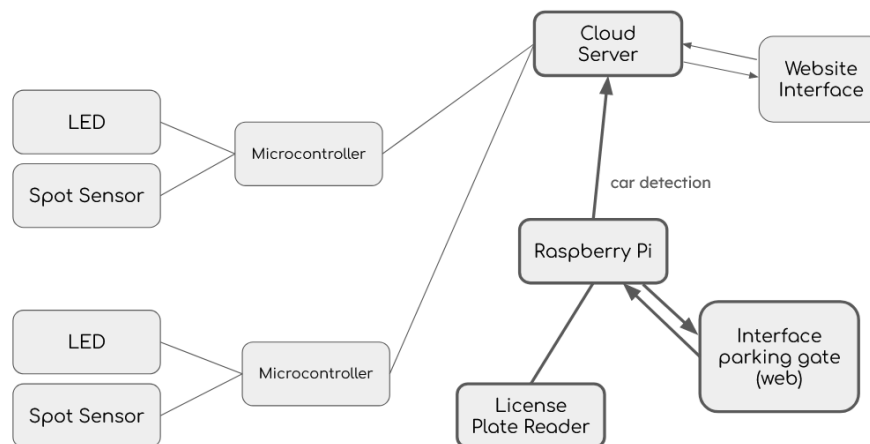 Cloud
Server
Website
Interface
LED
Microcontroller
Spot Sensor
car detection
Raspberry Pi
LED
Microcontroller
Spot Sensor
Interface
parking gate
(web)
License
Plate Reader